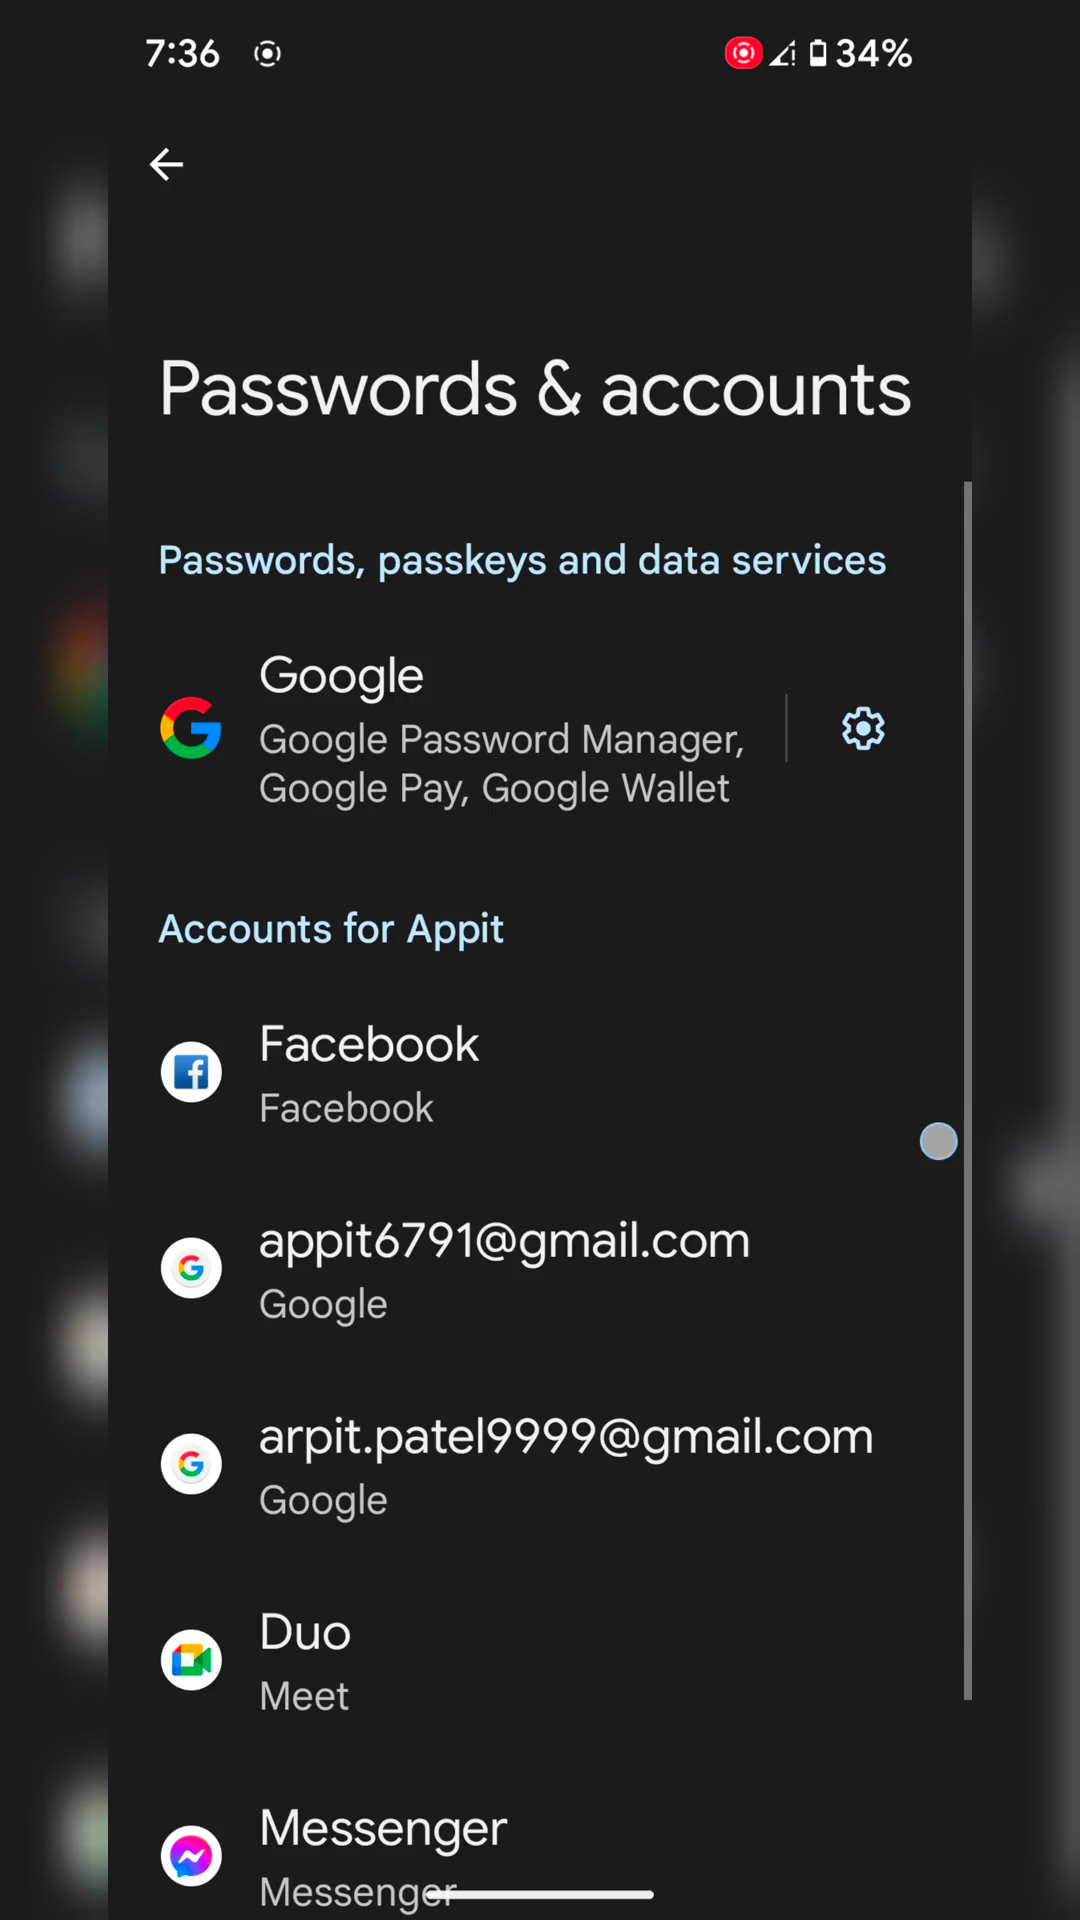 7:36
34%
Passwords & accounts
Passwords, passkeys and data services
Google
Google Password Manager,
Google Pay, Google Wallet
Accounts for Appit
Facebook
Facebook
appit6791@gmail.com
Google
arpit.patel9999@gmail.com
Google
Duo
Meet
Messenger
Messenger